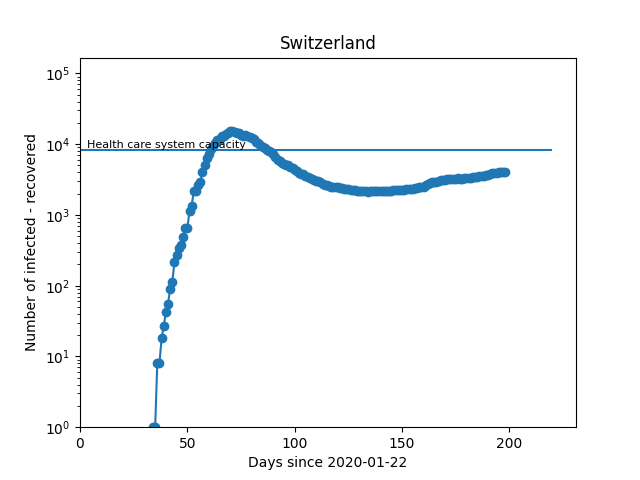 Switzerland
Number of infected - recovered
10^5
10^4
10^3
10^2
10^1
10^0
Health care system capacity
0 50 100 150 200
Days since 2020-01-22